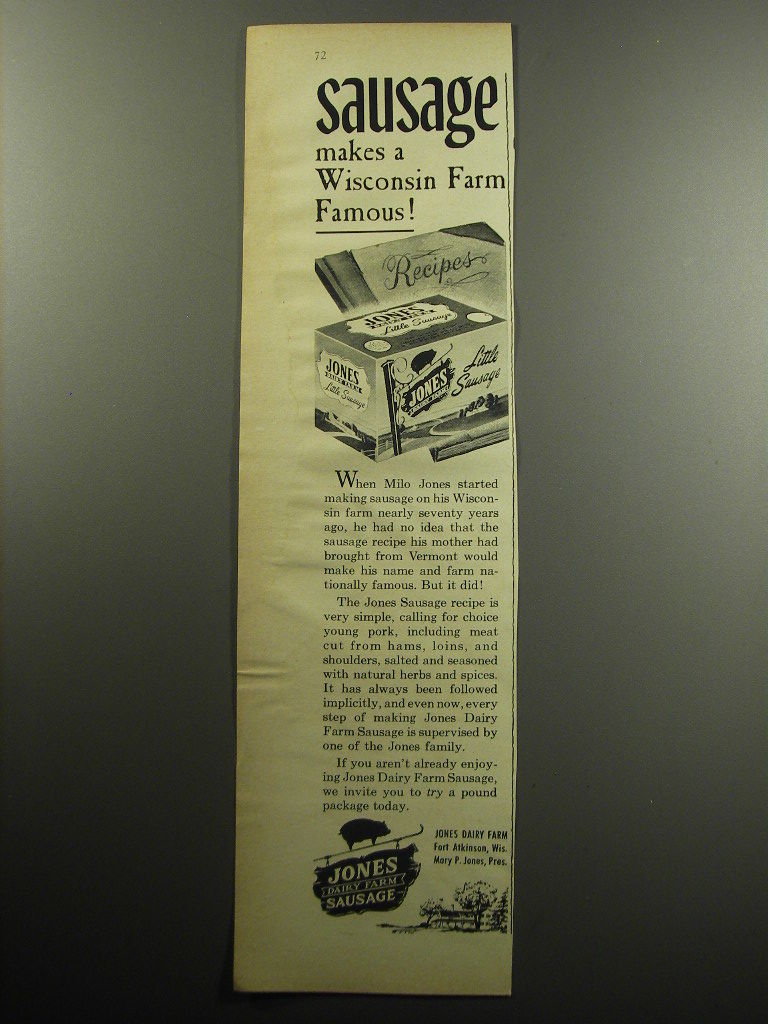 72
sausage
makes a
Wisconsin Farm
Famous!
Recipes
JONES
DAIRY FARM
Little Sausage
JONES
DAIRY FARM
Little Sausage
JONES
Little
Sausage
When Milo Jones started
making sausage on his Wiscon-
sin farm nearly seventy years
ago, he had no idea that the
sausage recipe his mother had
brought from Vermont would
make his name and farm na-
tionally famous. But it did!
The Jones Sausage recipe is
very simple, calling for choice
young pork, including meat
cut from hams, loins, and
shoulders, salted and seasoned
with natural herbs and spices.
It has always been followed
implicitly, and even now, every
step of making Jones Dairy
Farm Sausage is supervised by
one of the Jones family.
If you aren't already enjoy-
ing Jones Dairy Farm Sausage,
we invite you to try a pound
package today.
JONES
DAIRY FARM
SAUSAGE
JONES DAIRY FARM
Fort Atkinson, Wis.
Mary P. Jones, Pres.